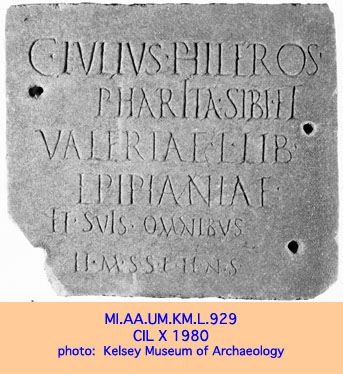 C·IVLIVS·PHILEROS
PHARIIA·SIBI·ET
VALERIAE·L·LIB·
EPIPIANIAE·
ET·SVIS·OMNIBVS
H·M·S·S·E·H·N·S
MI.AA.UM.KM.L.929
CIL X 1980
photo: Kelsey Museum of Archaeology